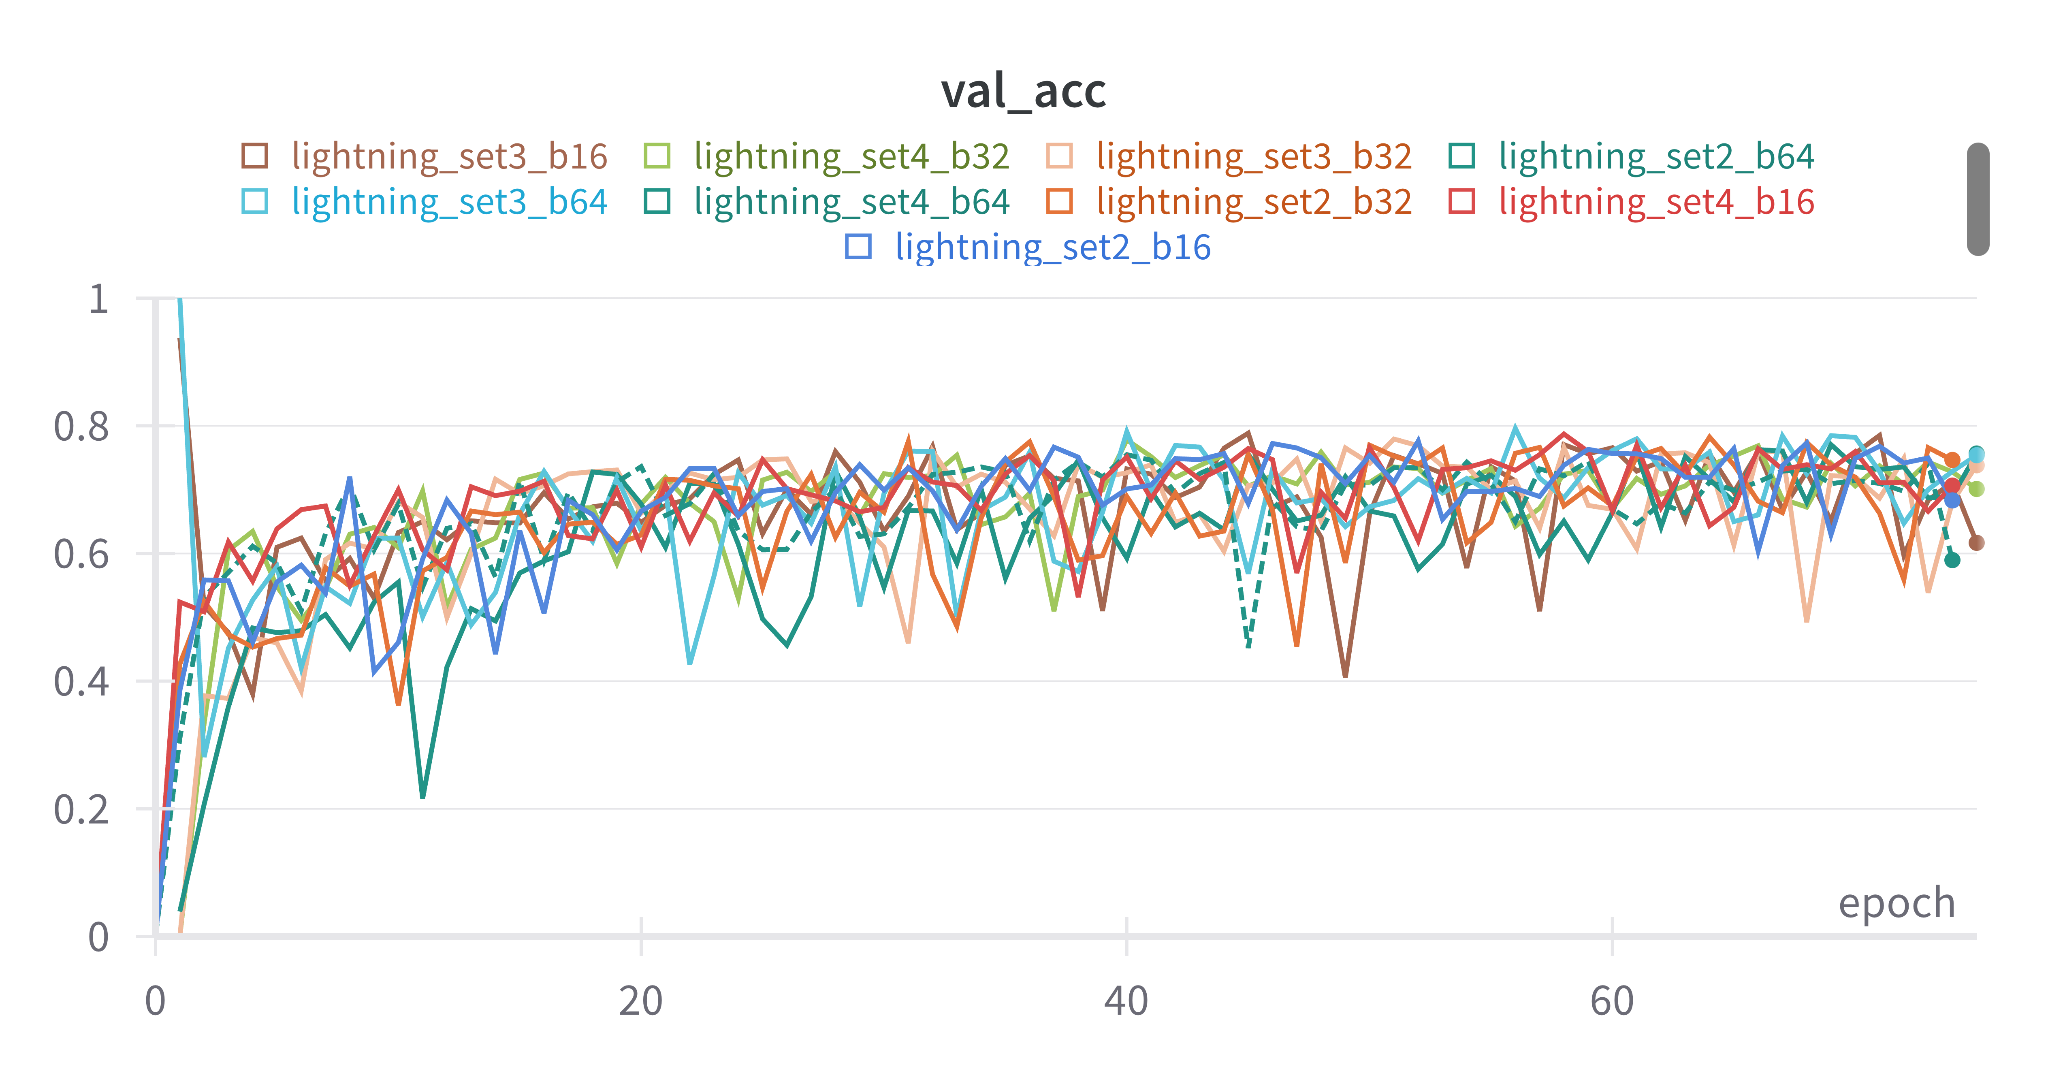 val_acc
lightning_set3_b16 lightning_set4_b32 lightning_set3_b32 lightning_set2_b64
lightning_set3_b64 lightning_set4_b64 lightning_set2_b32 lightning_set4_b16
lightning_set2_b16
1
0.8
0.6
0.4
0.2
epoch
0
0 20 40 60